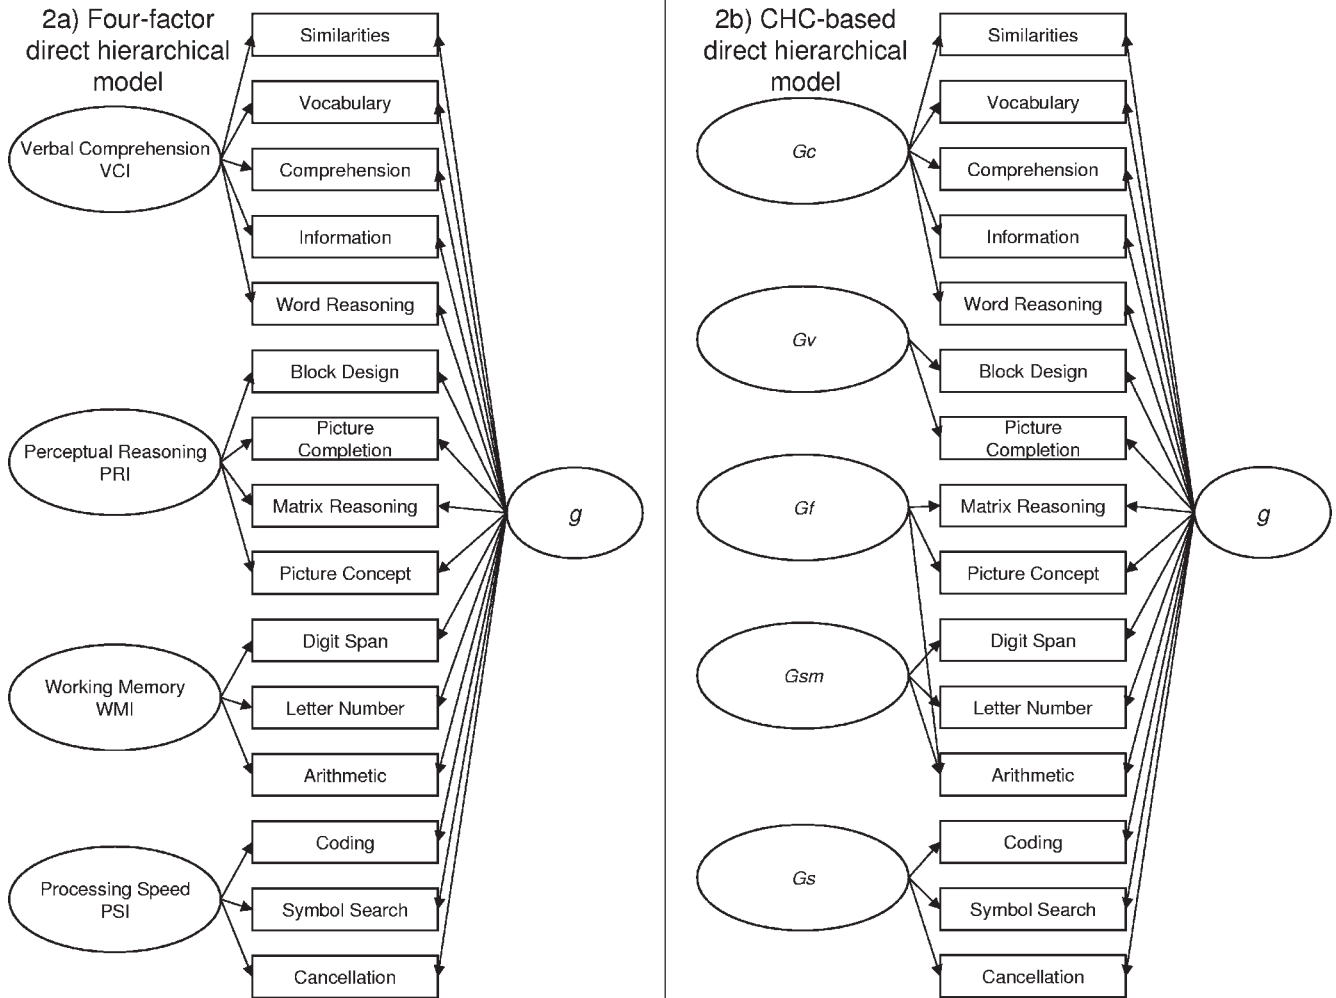 2a) Four-factor
direct hierarchical
model
Verbal Comprehension
VCI
Perceptual Reasoning
PRI
Working Memory
WMI
Processing Speed
PSI
Similarities
Vocabulary
Comprehension
Information
Word Reasoning
Block Design
Picture
Completion
Matrix Reasoning
Picture Concept
Digit Span
Letter Number
Arithmetic
Coding
Symbol Search
Cancellation
g
2b) CHC-based
direct hierarchical
model
Gc
Gv
Gf
Gsm
Gs
Similarities
Vocabulary
Comprehension
Information
Word Reasoning
Block Design
Picture
Completion
Matrix Reasoning
Picture Concept
Digit Span
Letter Number
Arithmetic
Coding
Symbol Search
Cancellation
g